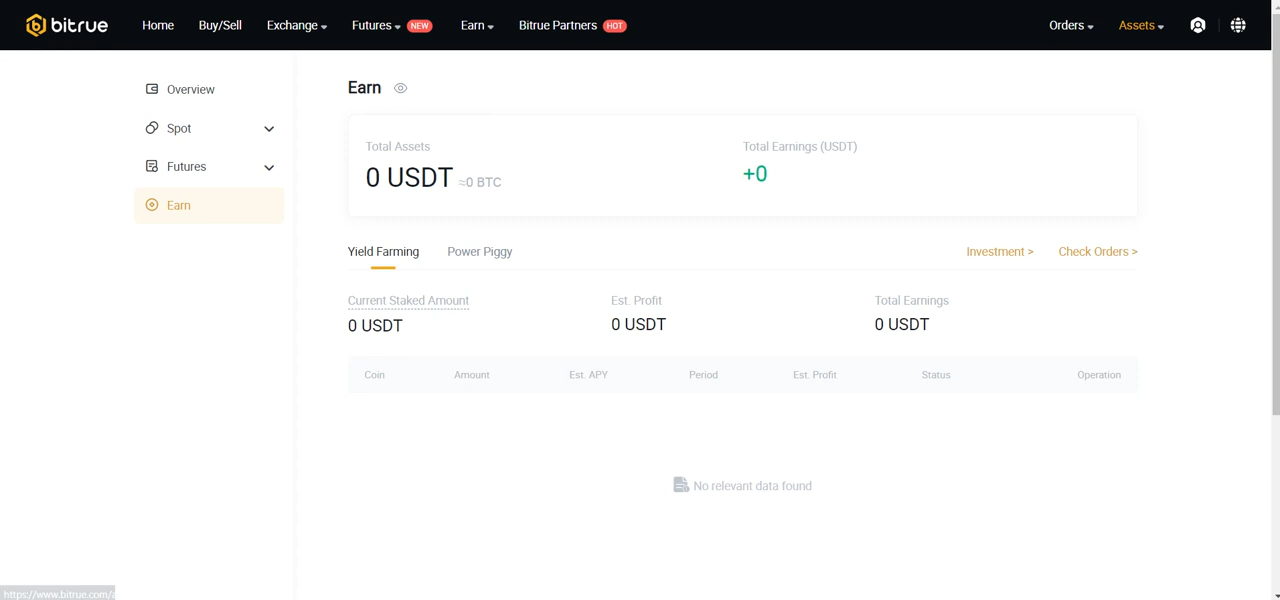 bitrue Home Buy/Sell Exchange Futures NEW Earn Bitrue Partners HOT Orders Assets
Overview
Spot
Futures
Earn
Earn
Total Assets Total Earnings (USDT)
0 USDT ≈0 BTC +0
Yield Farming Power Piggy Investment > Check Orders >
Current Staked Amount Est. Profit Total Earnings
0 USDT 0 USDT 0 USDT
Coin Amount Est. APY Period Est. Profit Status Operation
No relevant data found
https://www.bitrue.com/a